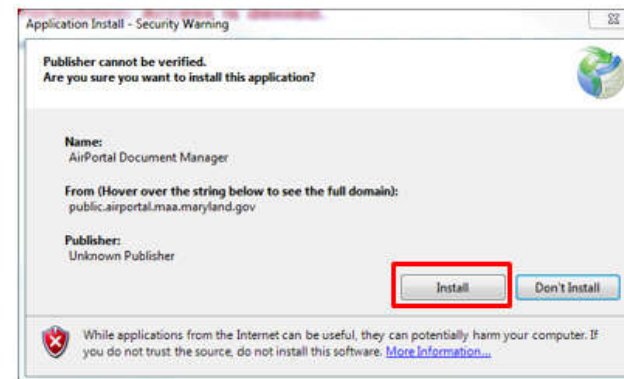 Application Install - Security Warning
Publisher cannot be verified.
Are you sure you want to install this application?
Name:
AirPortal Document Manager
From (Hover over the string below to see the full domain):
public.airportal.maa.maryland.gov
Publisher:
Unknown Publisher
Install
Don't Install
While applications from the Internet can be useful, they can potentially harm your computer. If
you do not trust the source, do not install this software. More Information...